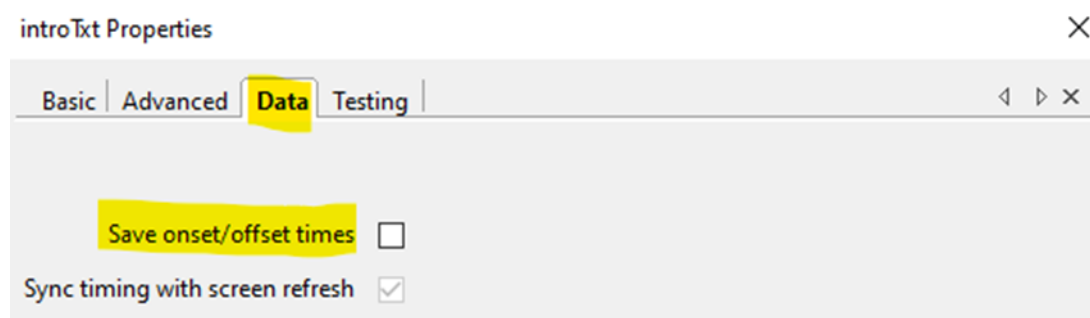 introTxt Properties
Basic Advanced Data Testing
Save onset/offset times
Sync timing with screen refresh